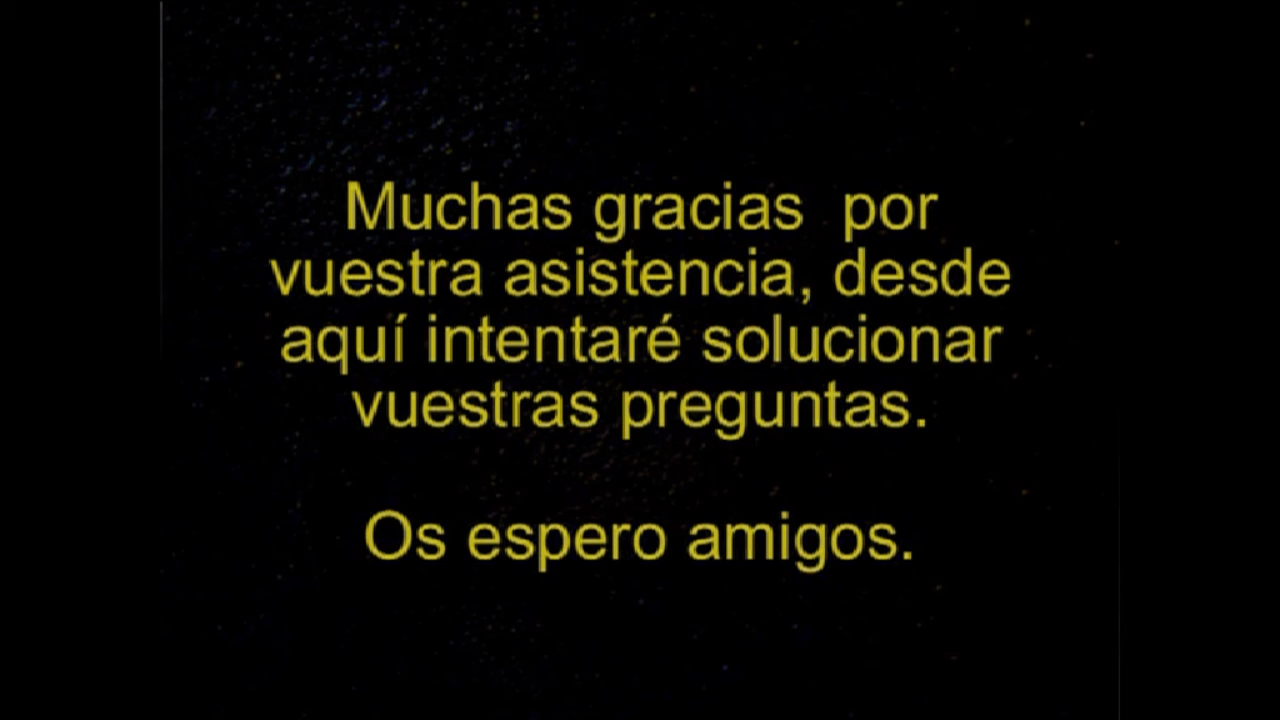 Muchas gracias  por
vuestra asistencia, desde
aquí intentaré solucionar
vuestras preguntas.
Os espero amigos.